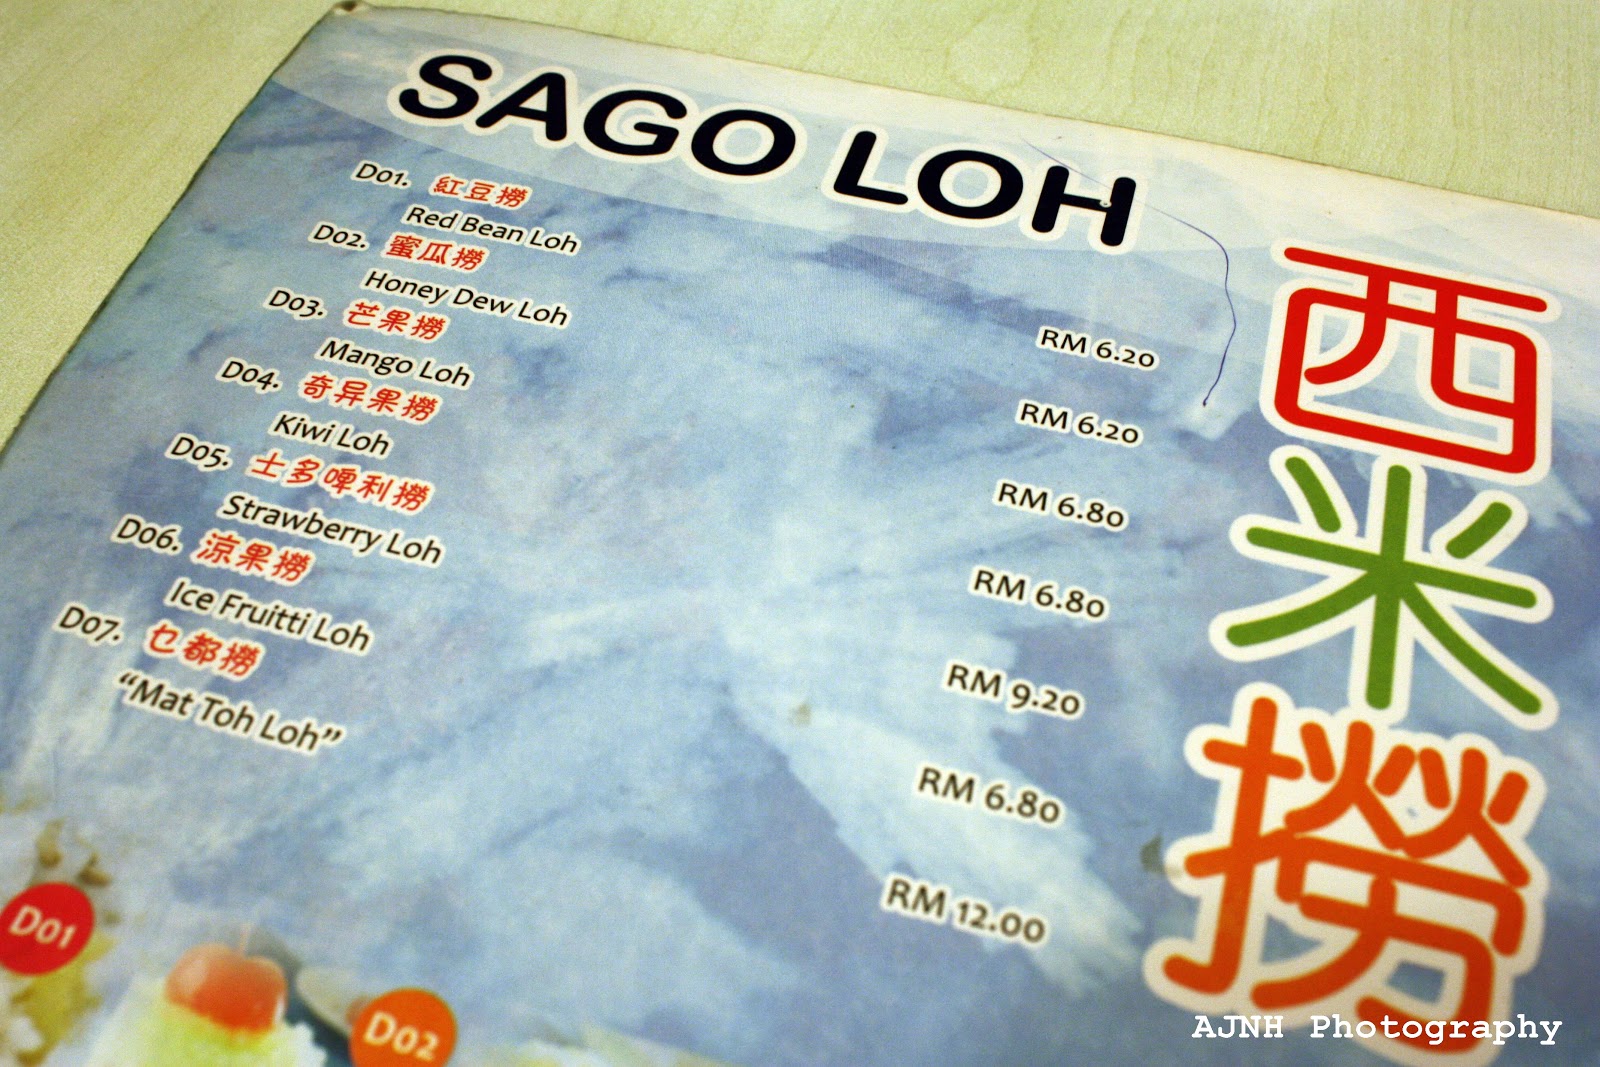 SAGO LOH
西米撈
D01. 紅豆撈
Red Bean Loh
RM 6.20
D02. 蜜瓜撈
Honey Dew Loh
RM 6.20
D03. 芒果撈
Mango Loh
RM 6.80
D04. 奇异果撈
Kiwi Loh
RM 6.80
D05. 士多啤利撈
Strawberry Loh
RM 9.20
D06. 涼果撈
Ice Fruitti Loh
RM 6.80
D07. 乜都撈
“Mat Toh Loh”
RM 12.00
D01
D02
AJNH Photography